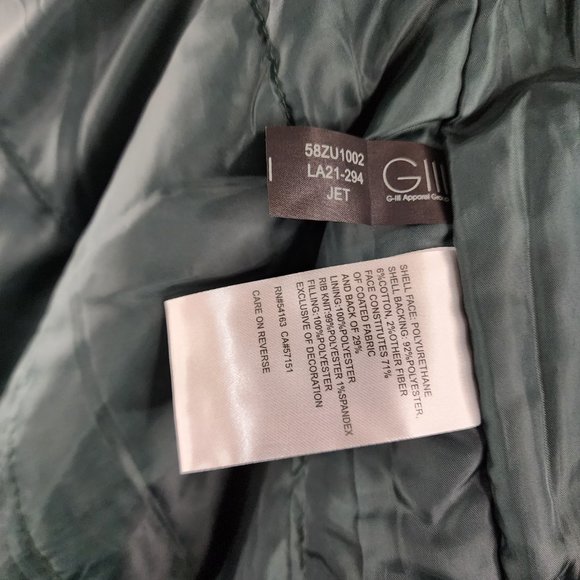 58ZU1002
LA21-294
JET
GIII
G-III Apparel Group
SHELL FACE: POLYURETHANE
SHELL BACKING: 92%POLYESTER,
6%COTTON, 2%OTHER FIBER
FACE CONSTITUTES 71%
OF COATED FABRIC
AND BACK OF 29%
LINING:100%POLYESTER
RIB KNIT:99%POLYESTER 1%SPANDEX
FILLING:100%POLYESTER
EXCLUSIVE OF DECORATION
RN#54163 CA#57151
CARE ON REVERSE